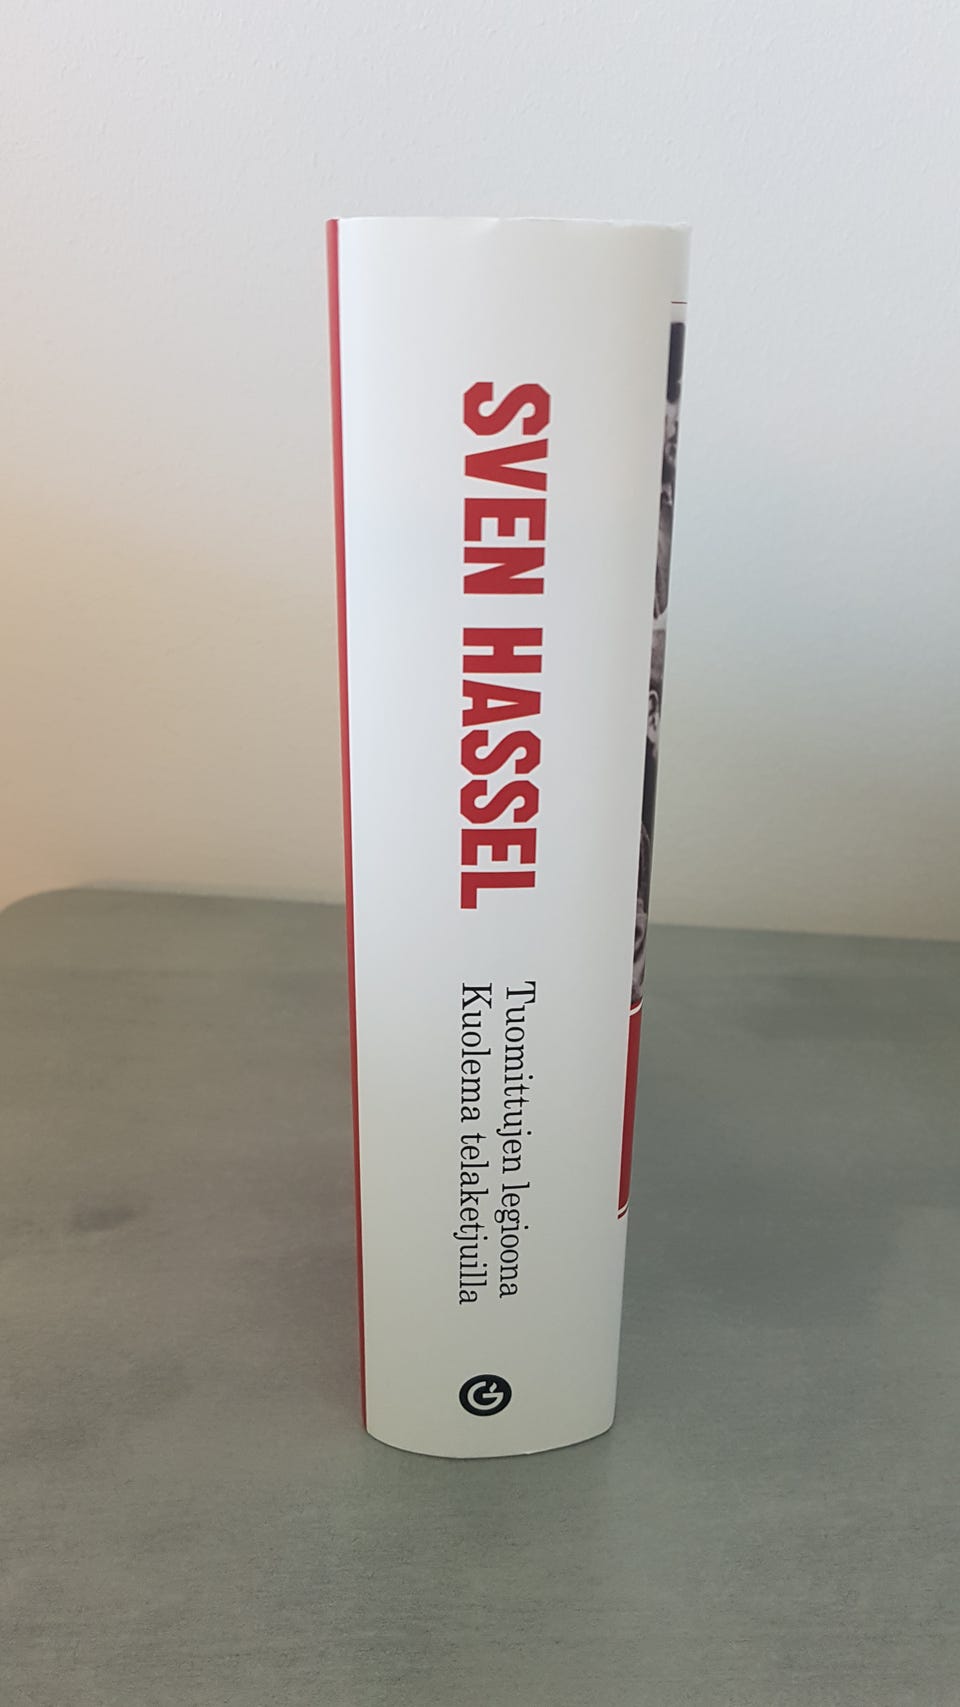 SVEN HASSEL
Tuomittujen legioona
Kuolema telaketjuilla